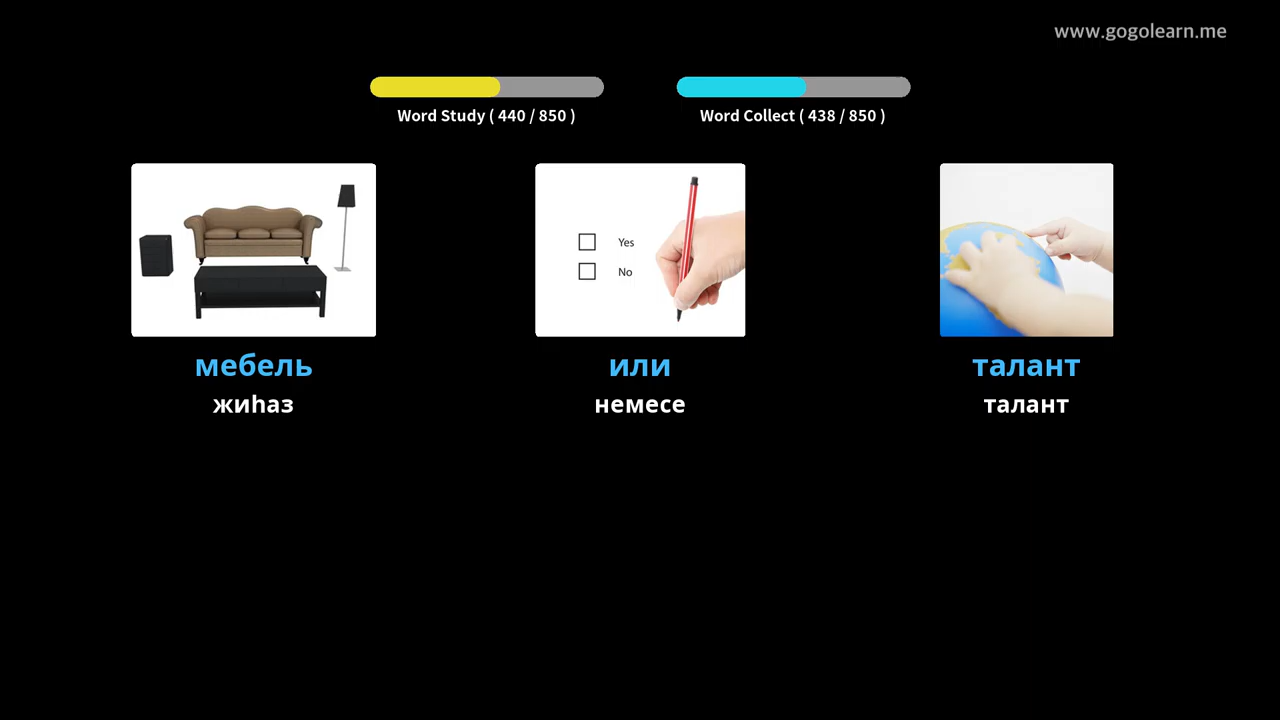 www.gogolearn.me
Word Study ( 440 / 850 )
Word Collect ( 438 / 850 )
Yes
No
мебель
или
талант
жиһаз
немесе
талант